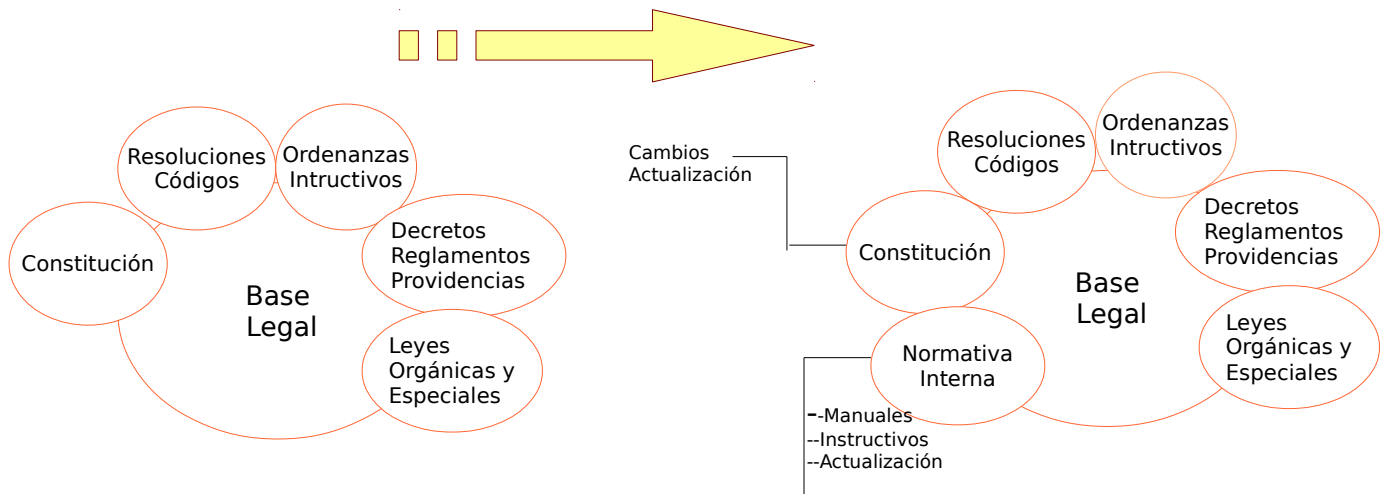 Resoluciones
Códigos
Ordenanzas
Intructivos
Constitución
Decretos
Reglamentos
Providencias
Base
Legal
Leyes
Orgánicas y
Especiales
Cambios
Actualización
Resoluciones
Códigos
Ordenanzas
Intructivos
Constitución
Decretos
Reglamentos
Providencias
Base
Legal
Leyes
Orgánicas y
Especiales
Normativa
Interna
--Manuales
--Instructivos
--Actualización